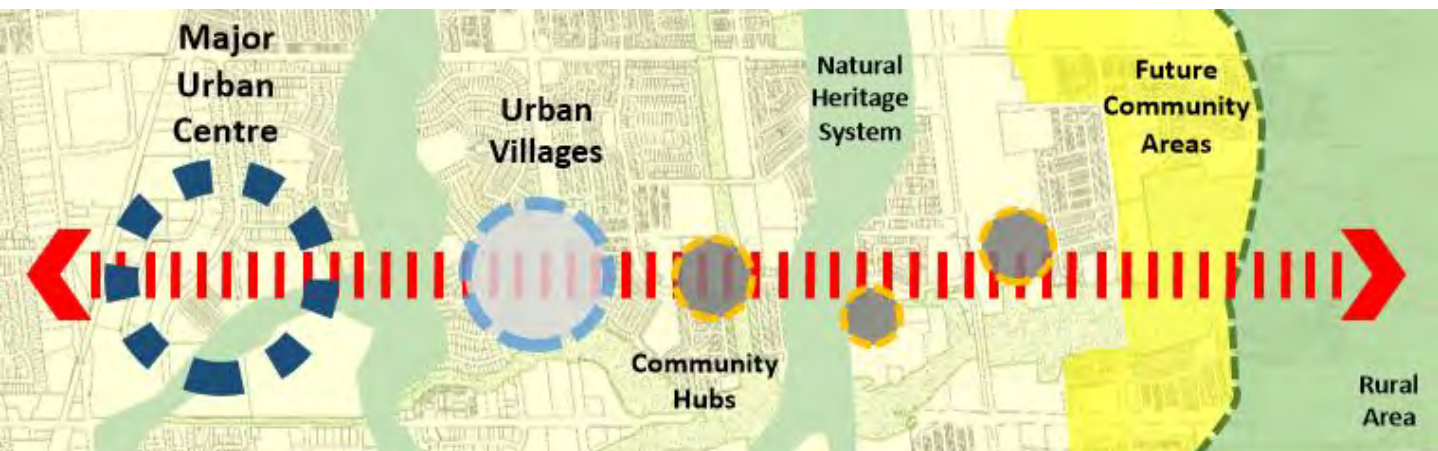 Major
Urban
Centre
Urban
Villages
Community
Hubs
Natural
Heritage
System
Future
Community
Areas
Rural
Area